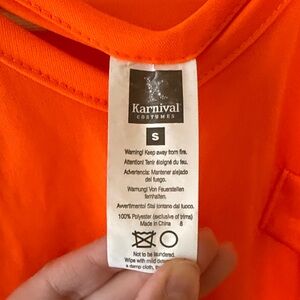 Karnival
COSTUMES
S
Warning! Keep away from fire.
Attention! Tenir éloigné du feu.
Advertencia: Mantener alejado
del fuego.
Warnung! Von Feuerstellen
fernhalten.
Avvertimento! Stai lontano dal fuoco.
100% Polyester (exclusive of trims)
Made in China 8
Not to be laundered.
Wipe with mild
a damp cloth,